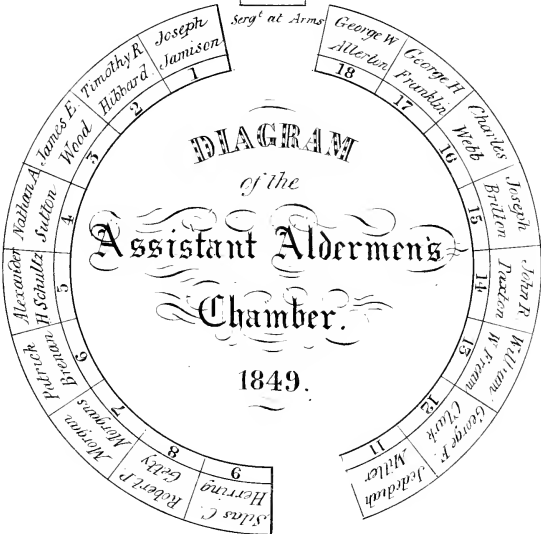 Serg.t at Arms
Joseph
Jamison
1
Timothy R
Hibbard
2
James E.
Wood
3
Nathan A
Sutton
4
Alexander
H Schultz
5
Patrick
Brenan
6
Morgan
Morgans
7
Robert P.
Getty
8
Silas C.
Herring
9
Jedediah
Miller
11
George F.
Clark
12
William
W Fream
13
John R
Paxton
14
Joseph
Britton
15
Charles
Webb
16
George H
Franklin
17
George W
Allerton
18
DIAGRAM
of the
Assistant Aldermen's
Chamber.
1849.